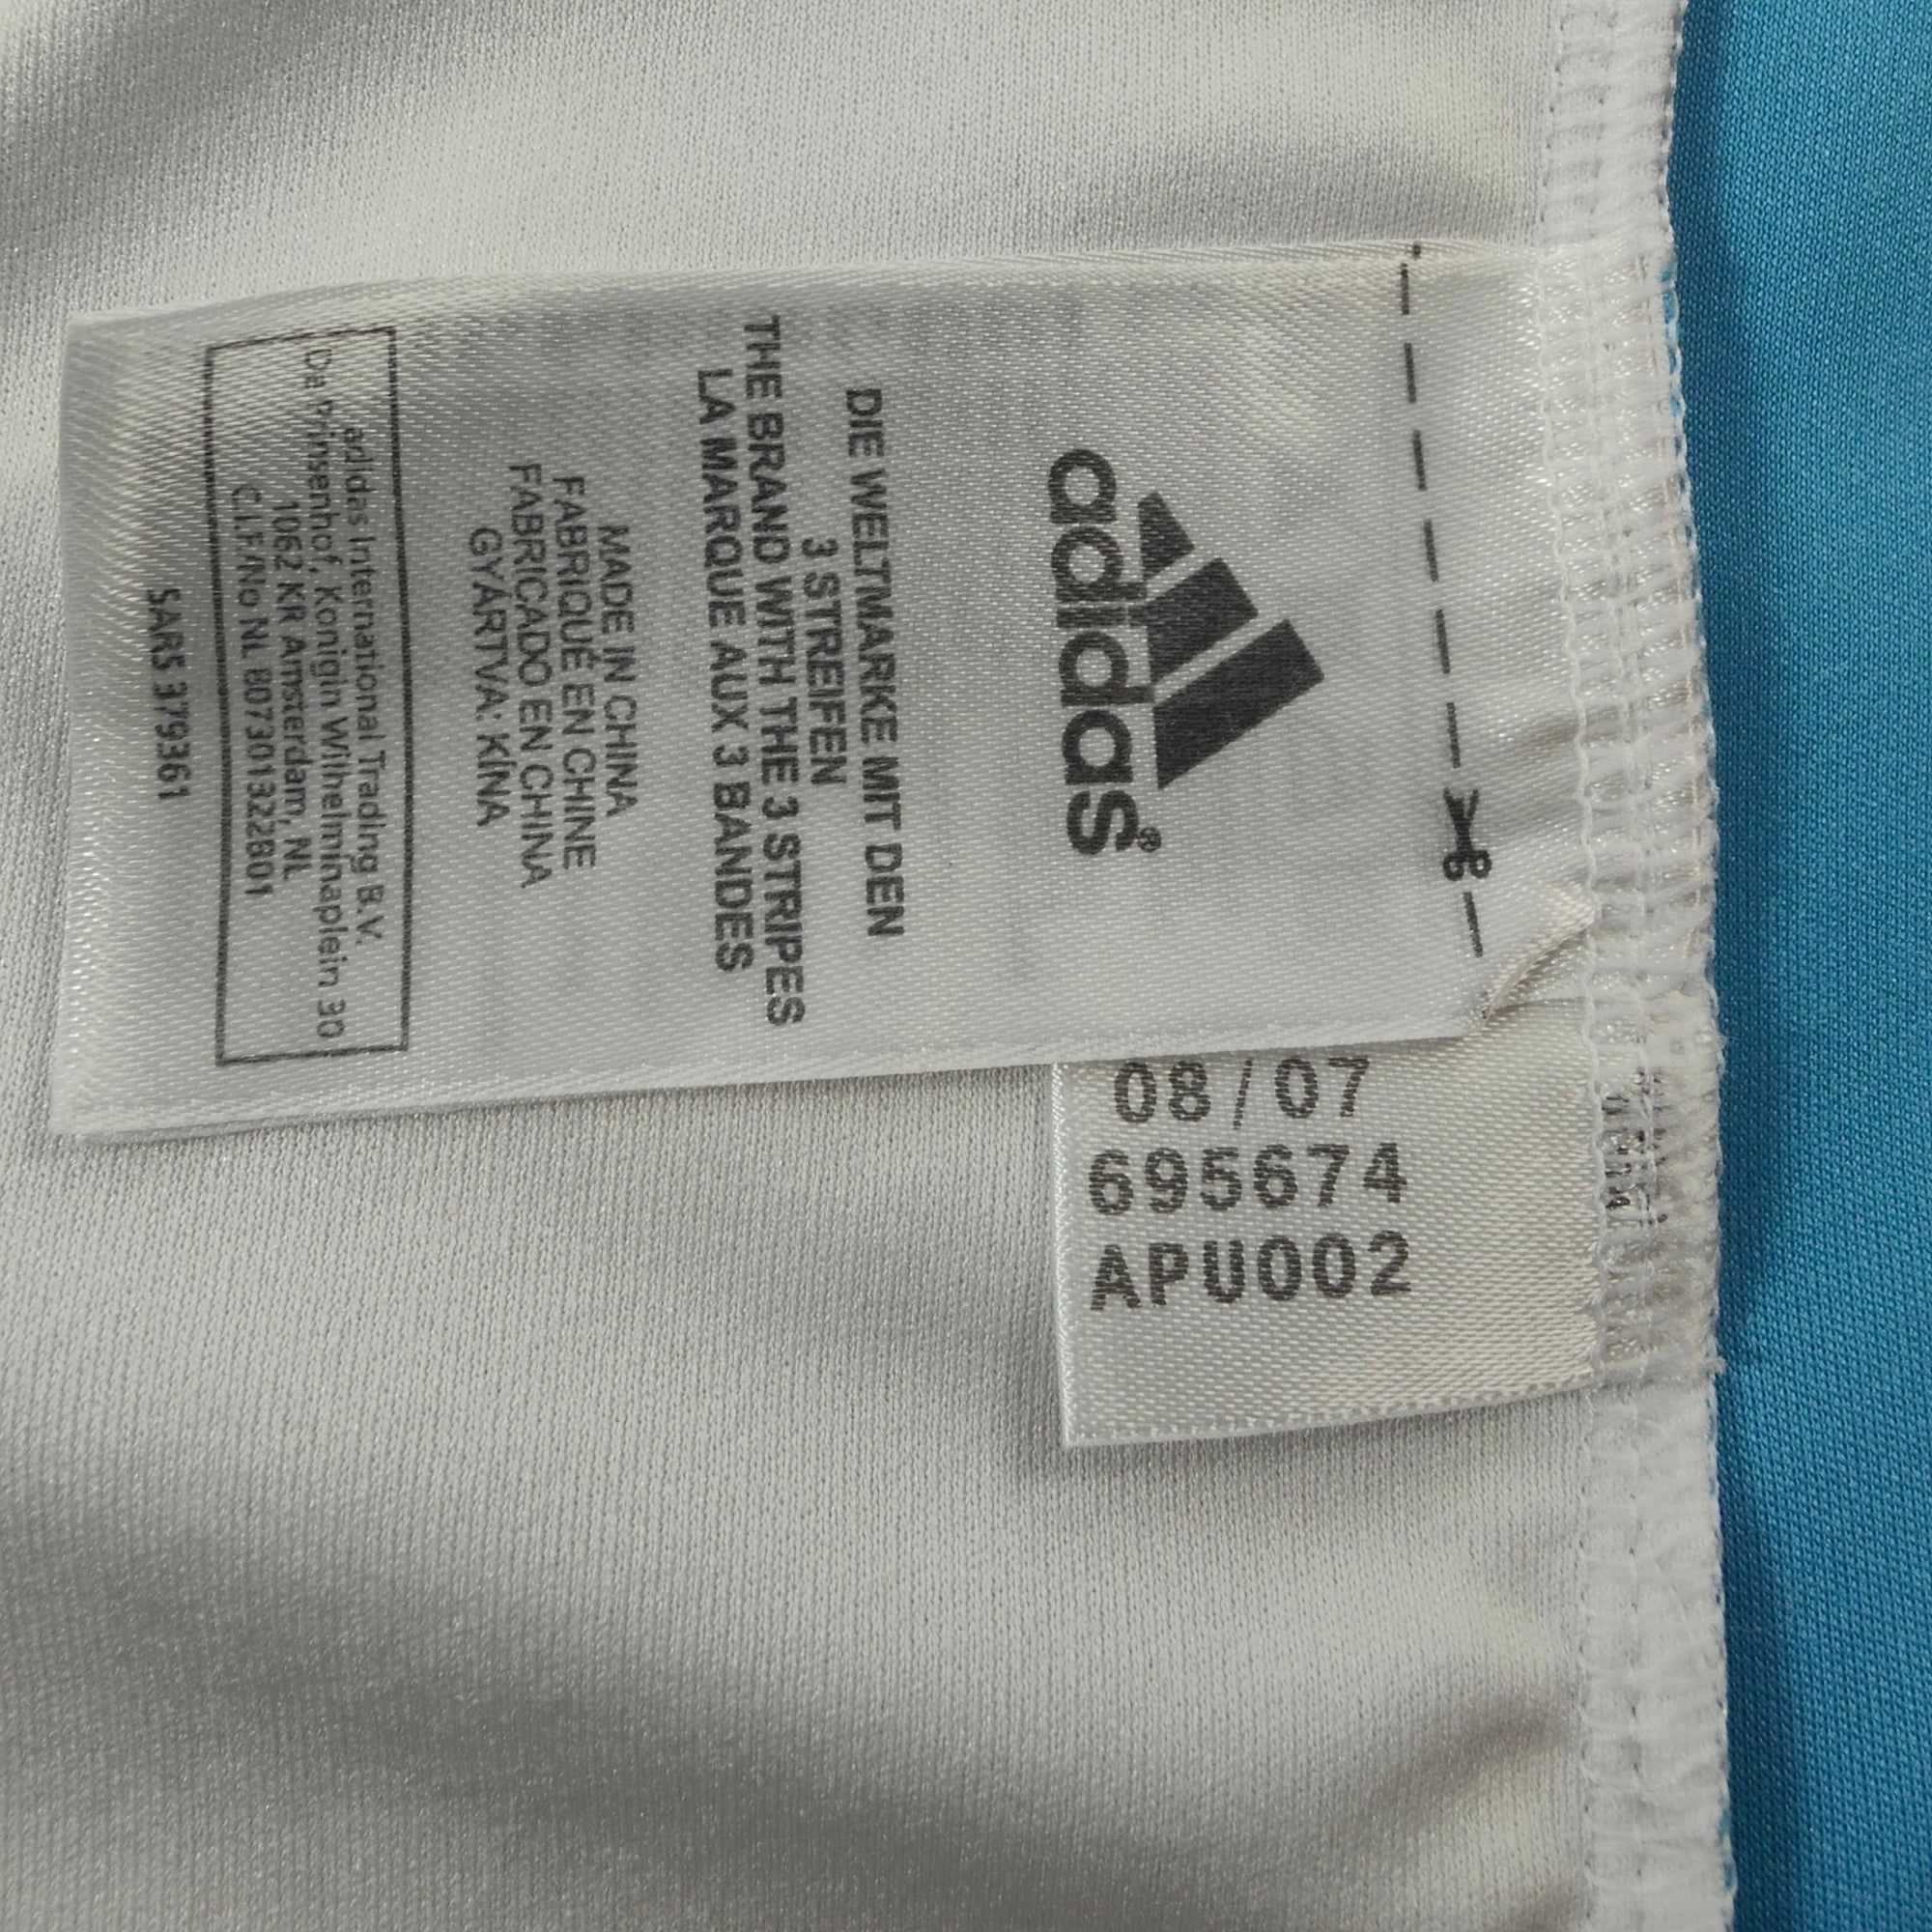 adidas®
DIE WELTMARKE MIT DEN
3 STREIFEN
THE BRAND WITH THE 3 STRIPES
LA MARQUE AUX 3 BANDES
MADE IN CHINA
FABRIQUÉ EN CHINE
FABRICADO EN CHINA
GYÁRTVA: KÍNA
adidas International Trading B.V.
De Prinsenhof, Konigin Wilhelminaplein 30
1062 KR Amsterdam, NL
C.I.F/No NL 807301322B01
SARS 379361
08/07
695674
APU002